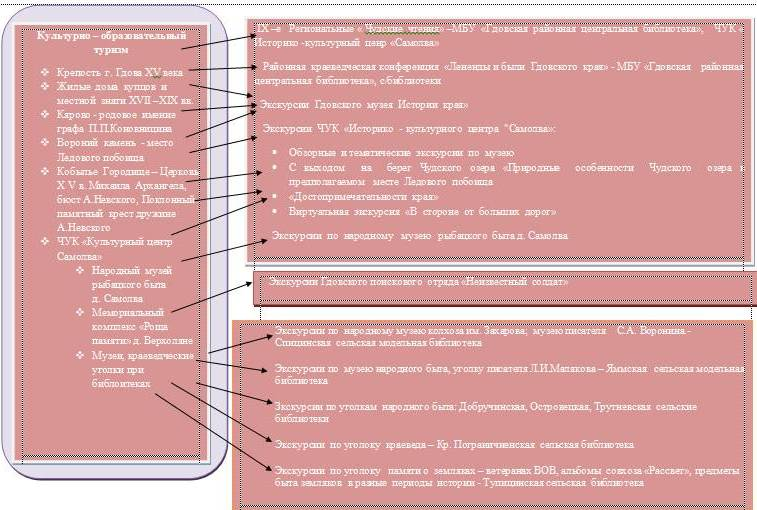 Культурно – образовательный
туризм
❖ Крепость г. Гдова XV века
❖ Жилые дома купцов и
местной знати XVII –XIX вв.
❖ Кярово - родовое имение
графа П.П.Коновницина
❖ Вороний камень - место
Ледового побоища
❖ Кобылье Городище – Церковь
X V в. Михаила Архангела,
бюст А.Невского, Поклонный
памятный крест дружине
А.Невского
❖ ЧУК «Культурный центр
Самолва»
❖ Народный музей
рыбацкого быта
д. Самолва
❖ Мемориальный
комплекс «Роща
памяти» д. Верхоляне
❖ Музеи, краеведческие
уголки при
библиотеках
IX –е Региональные « Чудские чтения» –МБУ «Гдовская районная центральная библиотека», ЧУК «
Историко -культурный центр «Самолва»
Районная краеведческая конференция «Легенды и были Гдовского края» - МБУ «Гдовская районная
центральная библиотека», с/библиотеки
Экскурсии Гдовского музея Истории края»
Экскурсии ЧУК «Историко - культурного центра "Самолва»:
• Обзорные и тематические экскурсии по музею
• С выходом на берег Чудского озера «Природные особенности Чудского озера и
предполагаемом месте Ледового побоища
• «Достопримечательности края»
• Виртуальная экскурсия «В стороне от больших дорог»
Экскурсии по народному музею рыбацкого быта д. Самолва
Экскурсии Гдовского поискового отряда «Неизвестный солдат»
Экскурсии по народному музею колхоза им. Захарова, музею писателя С.А. Воронина -
Спицинская сельская модельная библиотека
Экскурсии по музею народного быта, уголку писателя Л.И.Малякова – Яммская сельская модельная
библиотека
Экскурсии по уголкам народного быта: Добручинская, Островецкая, Трутневская сельские
библиотеки
Экскурсии по уголоку краеведа – Кр. Пограничненская сельская библиотека
Экскурсии по уголоку памяти о земляках – ветеранах ВОВ, альбомы совхоза «Рассвет», предметы
быта земляков в разные периоды истории - Тупицинская сельская библиотека